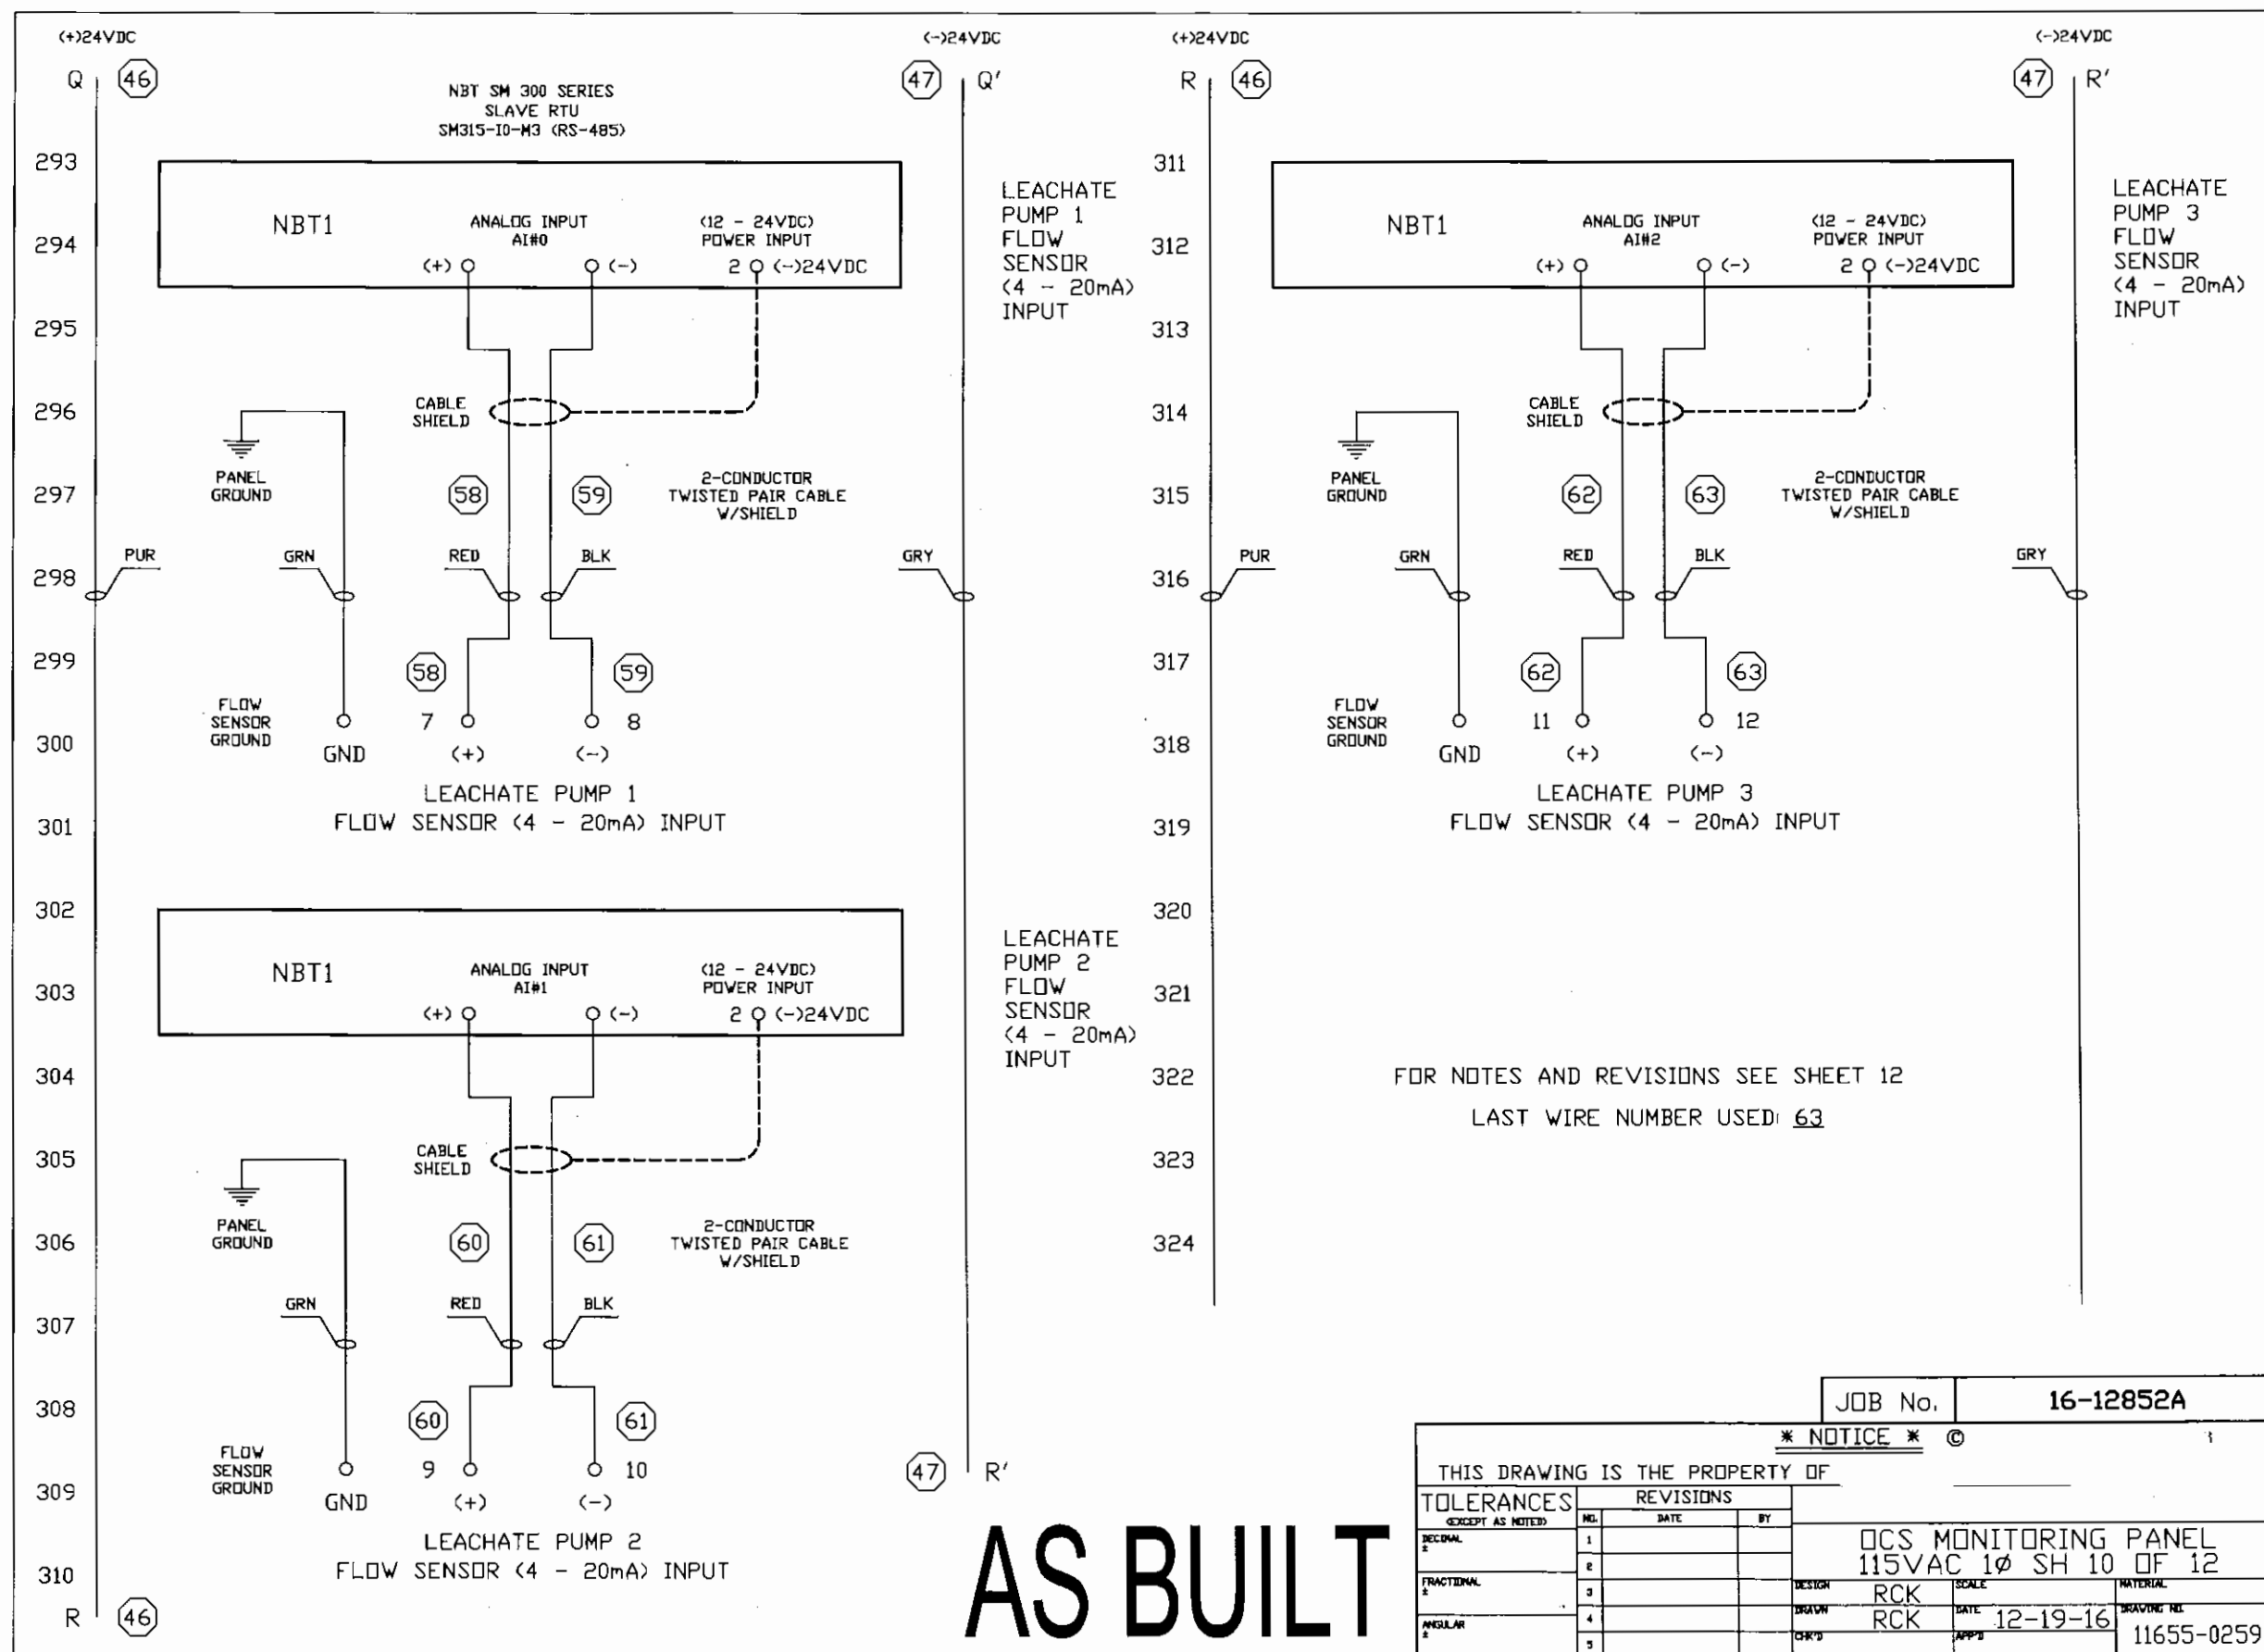 (+)24VDC
Q 46
(-)24VDC
47 Q'
NBT SM 300 SERIES
SLAVE RTU
SM315-IO-M3 (RS-485)
293
294
295
296
297
298
299
300
301
302
303
304
305
306
307
308
309
310
NBT1
ANALOG INPUT
AI#0
(12 - 24VDC)
POWER INPUT
(+) (-) 2 (-)24VDC
LEACHATE
PUMP 1
FLOW
SENSOR
(4 - 20mA)
INPUT
CABLE
SHIELD
PANEL
GROUND
58 59
2-CONDUCTOR
TWISTED PAIR CABLE
W/SHIELD
PUR GRN RED BLK GRY
58 59
FLOW
SENSOR
GROUND
7 8
GND (+) (-)
LEACHATE PUMP 1
FLOW SENSOR (4 - 20mA) INPUT
NBT1
ANALOG INPUT
AI#1
(12 - 24VDC)
POWER INPUT
(+) (-) 2 (-)24VDC
LEACHATE
PUMP 2
FLOW
SENSOR
(4 - 20mA)
INPUT
CABLE
SHIELD
PANEL
GROUND
60 61
2-CONDUCTOR
TWISTED PAIR CABLE
W/SHIELD
GRN RED BLK
60 61
FLOW
SENSOR
GROUND
9 10
GND (+) (-)
47 R'
LEACHATE PUMP 2
FLOW SENSOR (4 - 20mA) INPUT
R 46
(+)24VDC
R 46
(-)24VDC
47 R'
311
312
313
314
315
316
317
318
319
320
321
322
323
324
NBT1
ANALOG INPUT
AI#2
(12 - 24VDC)
POWER INPUT
(+) (-) 2 (-)24VDC
LEACHATE
PUMP 3
FLOW
SENSOR
(4 - 20mA)
INPUT
CABLE
SHIELD
PANEL
GROUND
62 63
2-CONDUCTOR
TWISTED PAIR CABLE
W/SHIELD
PUR GRN RED BLK GRY
62 63
FLOW
SENSOR
GROUND
11 12
GND (+) (-)
LEACHATE PUMP 3
FLOW SENSOR (4 - 20mA) INPUT
FOR NOTES AND REVISIONS SEE SHEET 12
LAST WIRE NUMBER USED: 63
AS BUILT
JOB No. 16-12852A
* NOTICE * ©
THIS DRAWING IS THE PROPERTY OF
TOLERANCES
(EXCEPT AS NOTED)
DECIMAL
±
FRACTIONAL
±
ANGULAR
±
REVISIONS
NO. DATE BY
1
2
3
4
5
OCS MONITORING PANEL
115VAC 1Ø SH 10 OF 12
DESIGN RCK SCALE MATERIAL
DRAWN RCK DATE 12-19-16 DRAWING NO.
CHK'D APP'D 11655-0259